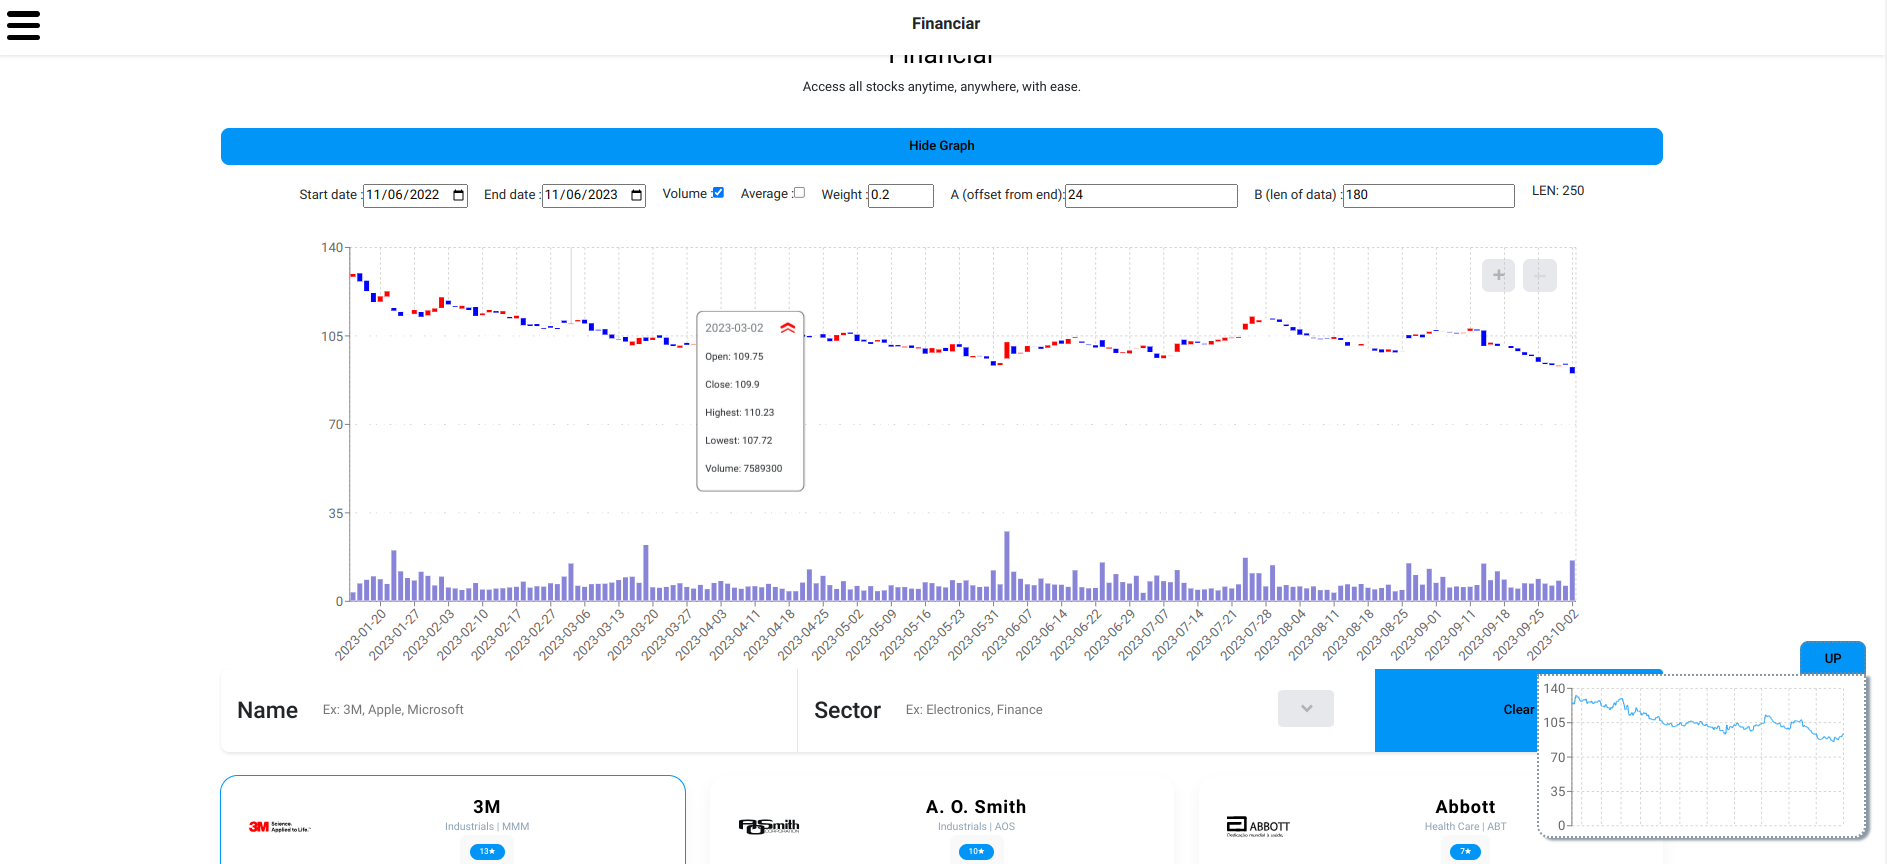 Financiar
Financiar
Access all stocks anytime, anywhere, with ease.
Hide Graph
Start date : 11/06/2022 End date : 11/06/2023 Volume : Average : Weight : 0.2 A (offset from end): 24 B (len of data) : 180 LEN: 250
140
105
70
35
0
+ -
2023-03-02
Open: 109.75
Close: 109.9
Highest: 110.23
Lowest: 107.72
Volume: 7589300
2023-01-20 2023-01-27 2023-02-03 2023-02-10 2023-02-17 2023-02-27 2023-03-06 2023-03-13 2023-03-20 2023-03-27 2023-04-03 2023-04-11 2023-04-18 2023-04-25 2023-05-02 2023-05-09 2023-05-16 2023-05-23 2023-05-31 2023-06-07 2023-06-14 2023-06-22 2023-06-29 2023-07-07 2023-07-14 2023-07-21 2023-07-28 2023-08-04 2023-08-11 2023-08-18 2023-08-25 2023-09-01 2023-09-11 2023-09-18 2023-09-25 2023-10-02
UP
140
105
70
35
0
Name Ex: 3M, Apple, Microsoft
Sector Ex: Electronics, Finance
Clear
3M Science.
Applied to Life.
3M
Industrials | MMM
13★
AO Smith
CORPORATION
A. O. Smith
Industrials | AOS
10★
ABBOTT
Dedicação mundial à saúde.
Abbott
Health Care | ABT
7★